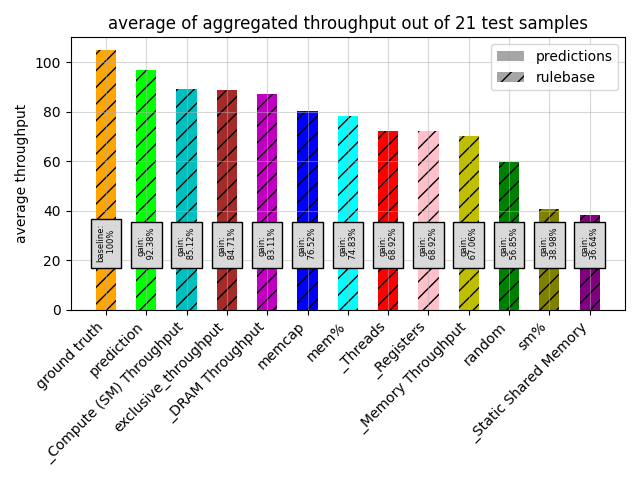 average of aggregated throughput out of 21 test samples
predictions
rulebase
average throughput
100
80
60
40
20
0
baseline:
100%
gain:
92.38%
gain:
85.12%
gain:
84.71%
gain:
83.11%
gain:
76.52%
gain:
74.83%
gain:
68.92%
gain:
68.92%
gain:
67.06%
gain:
56.85%
gain:
38.98%
gain:
36.64%
ground truth
prediction
_Compute (SM) Throughput
exclusive_throughput
_DRAM Throughput
memcap
mem%
_Threads
_Registers
_Memory Throughput
random
sm%
_Static Shared Memory